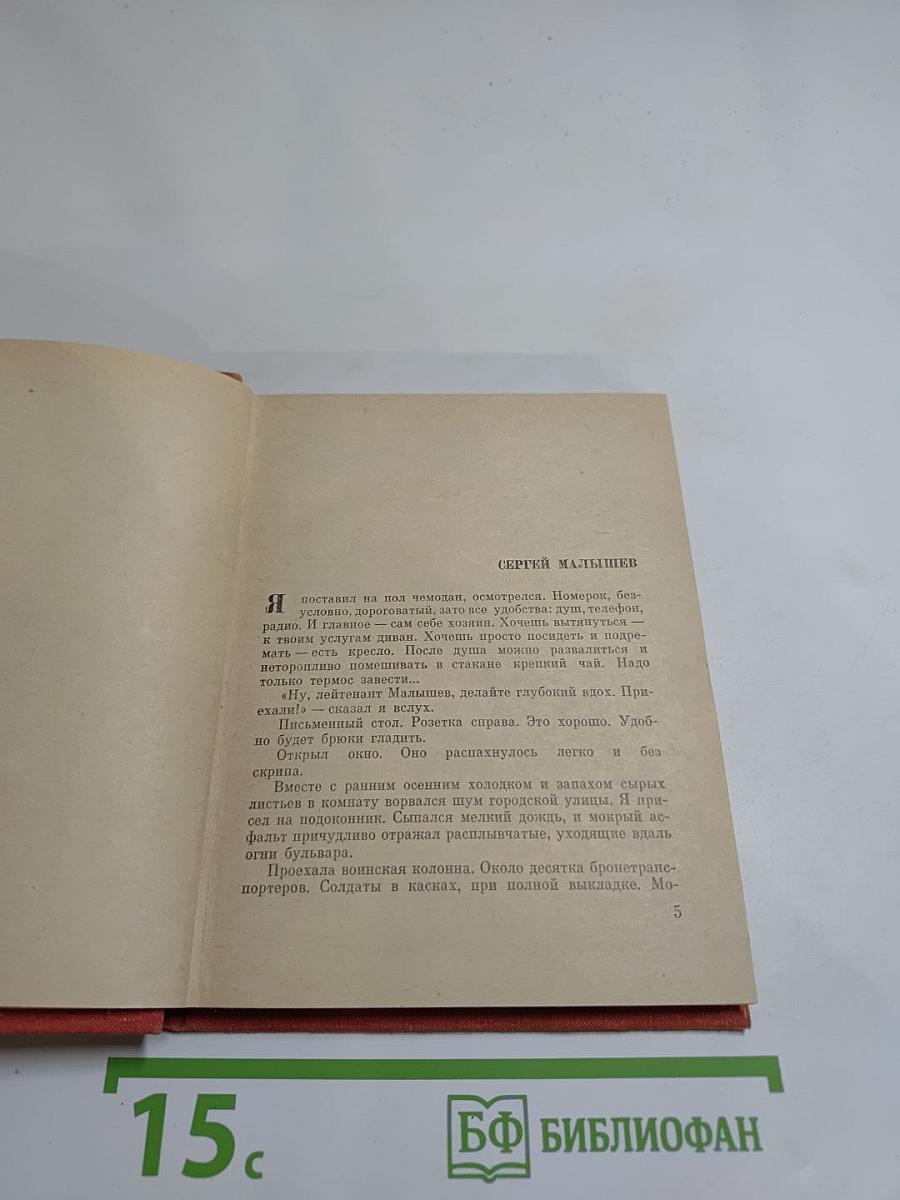 СЕРГЕЙ МАЛЫШЕВ
Я поставил на пол чемодан, осмотрелся. Номерок, без-
условно, дороговатый, зато все удобства: душ, телефон,
радио. И главное — сам себе хозяин. Хочешь вытянуться —
к твоим услугам диван. Хочешь просто посидеть и подре-
мать — есть кресло. После душа можно развалиться и
неторопливо помешивать в стакане крепкий чай. Надо
только термос завести...
«Ну, лейтенант Малышев, делайте глубокий вдох. При-
ехали!» — сказал я вслух.
Письменный стол. Розетка справа. Это хорошо. Удоб-
но будет брюки гладить.
Открыл окно. Оно распахнулось легко и без
скрипа.
Вместе с ранним осенним холодком и запахом сырых
листьев в комнату ворвался шум городской улицы. Я при-
сел на подоконник. Сыпался мелкий дождь, и мокрый ас-
фальт причудливо отражал расплывчатые, уходящие вдаль
огни бульвара.
Проехала воинская колонна. Около десятка бронетранс-
портеров. Солдаты в касках, при полной выкладке. Мо-
5
15 с
БФ БИБЛИОФАН